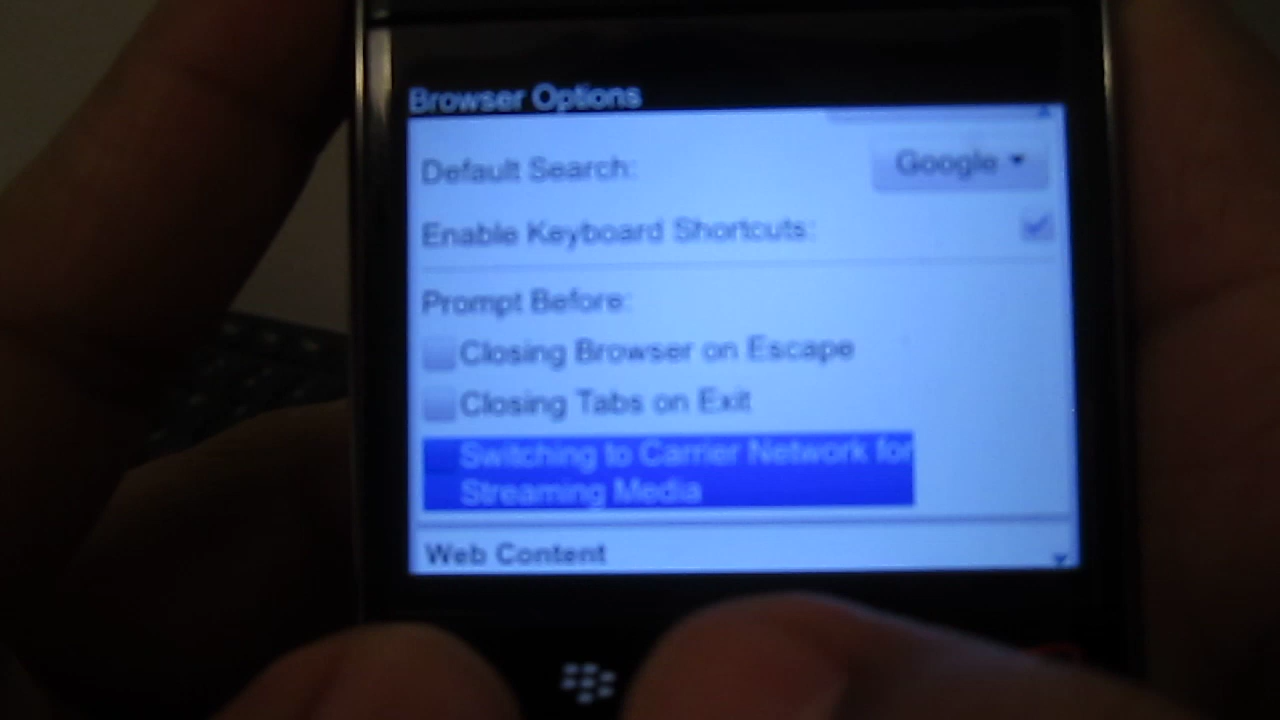 Browser Options
Default Search:
Google
Enable Keyboard Shortcuts:
Prompt Before:
Closing Browser on Escape
Closing Tabs on Exit
Switching to Carrier Network for
Streaming Media
Web Content